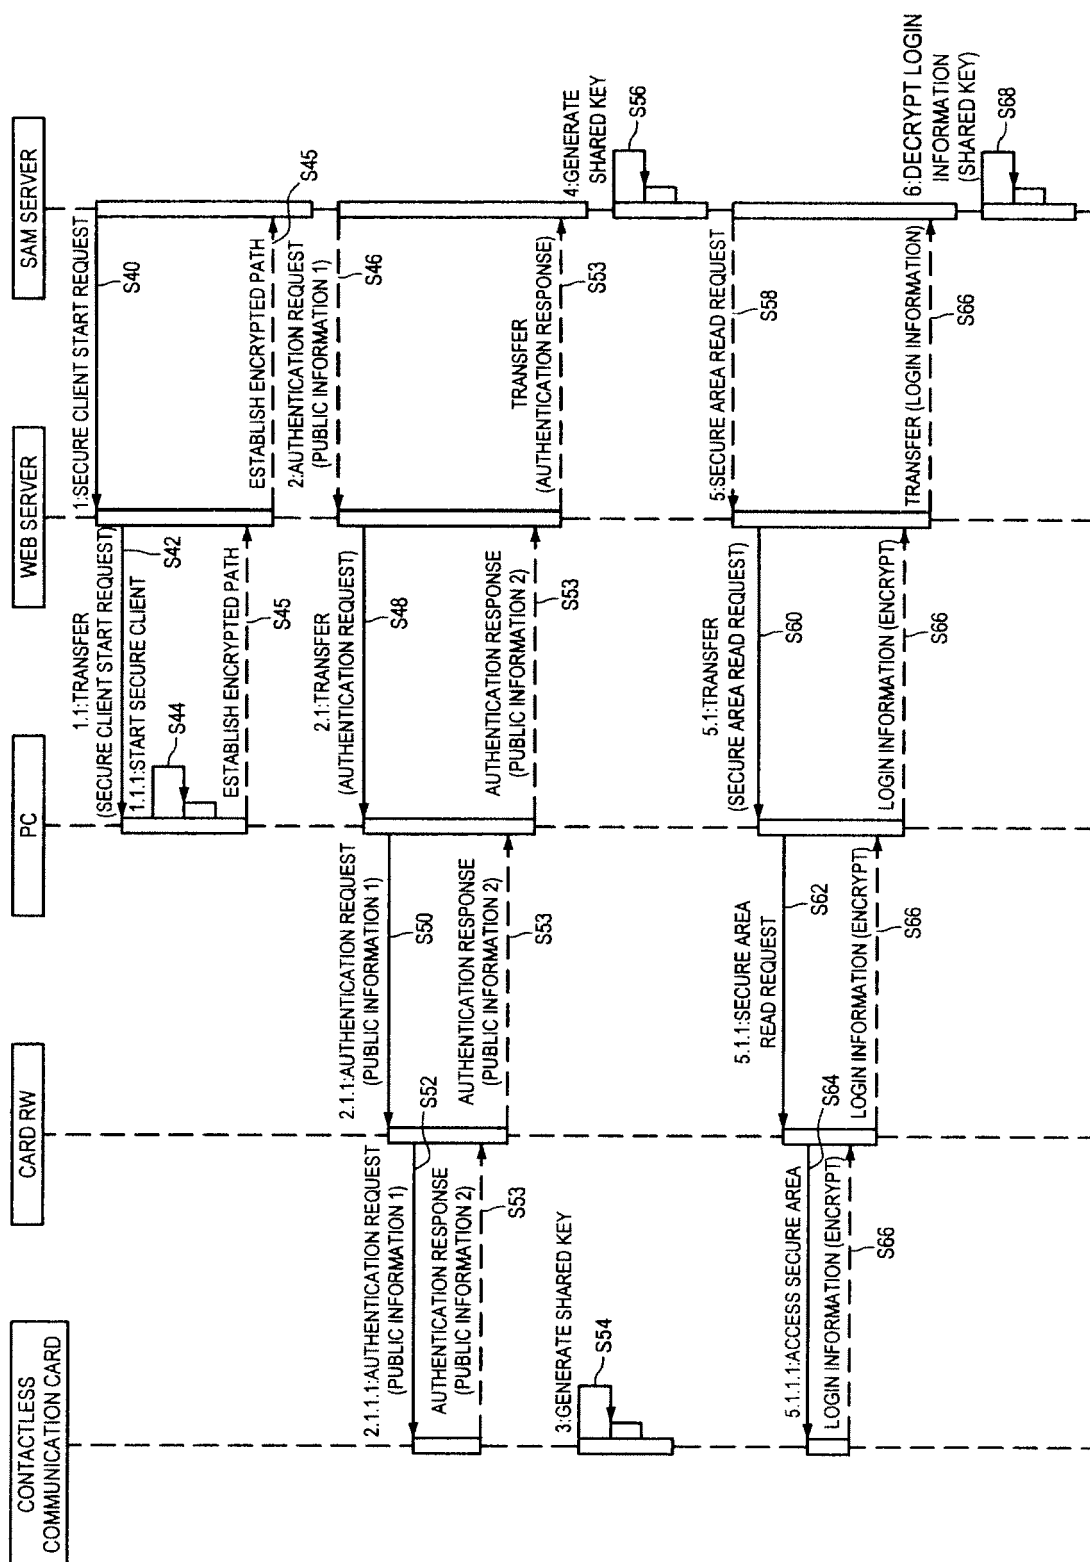 CONTACTLESS
COMMUNICATION CARD
CARD RW
PC
WEB SERVER
SAM SERVER
1:SECURE CLIENT START REQUEST
S40
1.1:TRANSFER
(SECURE CLIENT START REQUEST)
S42
1.1.1:START SECURE CLIENT
S44
ESTABLISH ENCRYPTED PATH
S45
ESTABLISH ENCRYPTED PATH
S45
2:AUTHENTICATION REQUEST
(PUBLIC INFORMATION 1)
S46
2.1:TRANSFER
(AUTHENTICATION REQUEST)
S48
2.1.1:AUTHENTICATION REQUEST
(PUBLIC INFORMATION 1)
S50
2.1.1.1:AUTHENTICATION REQUEST
(PUBLIC INFORMATION 1)
S52
AUTHENTICATION RESPONSE
(PUBLIC INFORMATION 2)
S53
AUTHENTICATION RESPONSE
(PUBLIC INFORMATION 2)
S53
AUTHENTICATION RESPONSE
(PUBLIC INFORMATION 2)
S53
TRANSFER
(AUTHENTICATION RESPONSE)
S53
3:GENERATE SHARED KEY
S54
4:GENERATE
SHARED KEY
S56
5:SECURE AREA READ REQUEST
S58
5.1:TRANSFER
(SECURE AREA READ REQUEST)
S60
5.1.1:SECURE AREA
READ REQUEST
S62
5.1.1.1:ACCESS SECURE AREA
S64
LOGIN INFORMATION (ENCRYPT)
S66
LOGIN INFORMATION (ENCRYPT)
S66
LOGIN INFORMATION (ENCRYPT)
S66
TRANSFER (LOGIN INFORMATION)
S66
6:DECRYPT LOGIN
INFORMATION
(SHARED KEY)
S68